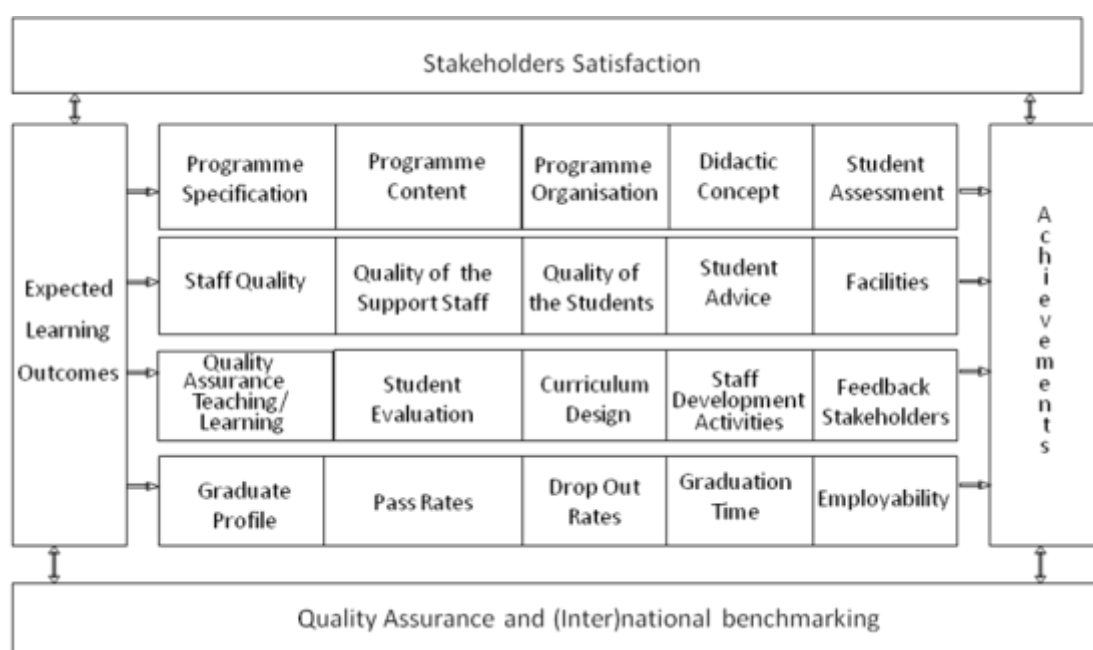 Stakeholders Satisfaction
Expected
Learning
Outcomes
Programme
Specification
Programme
Content
Programme
Organisation
Didactic
Concept
Student
Assessment
Staff Quality
Quality of the
Support Staff
Quality of
the Students
Student
Advice
Facilities
Quality
Assurance
Teaching/
Learning
Student
Evaluation
Curriculum
Design
Staff
Development
Activities
Feedback
Stakeholders
Graduate
Profile
Pass Rates
Drop Out
Rates
Graduation
Time
Employability
Achievements
Quality Assurance and (Inter)national benchmarking